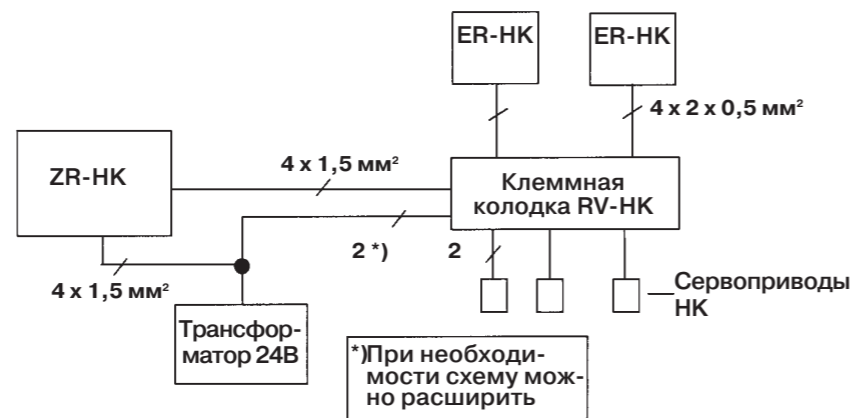 ER-HK
ER-HK
4 x 2 x 0,5 мм²
ZR-HK
4 x 1,5 мм²
Клеммная
колодка RV-HK
2 *)
2
4 x 1,5 мм²
Сервоприводы
НК
Трансфор-
матор 24В
*)При необходи-
мости схему мож-
но расширить